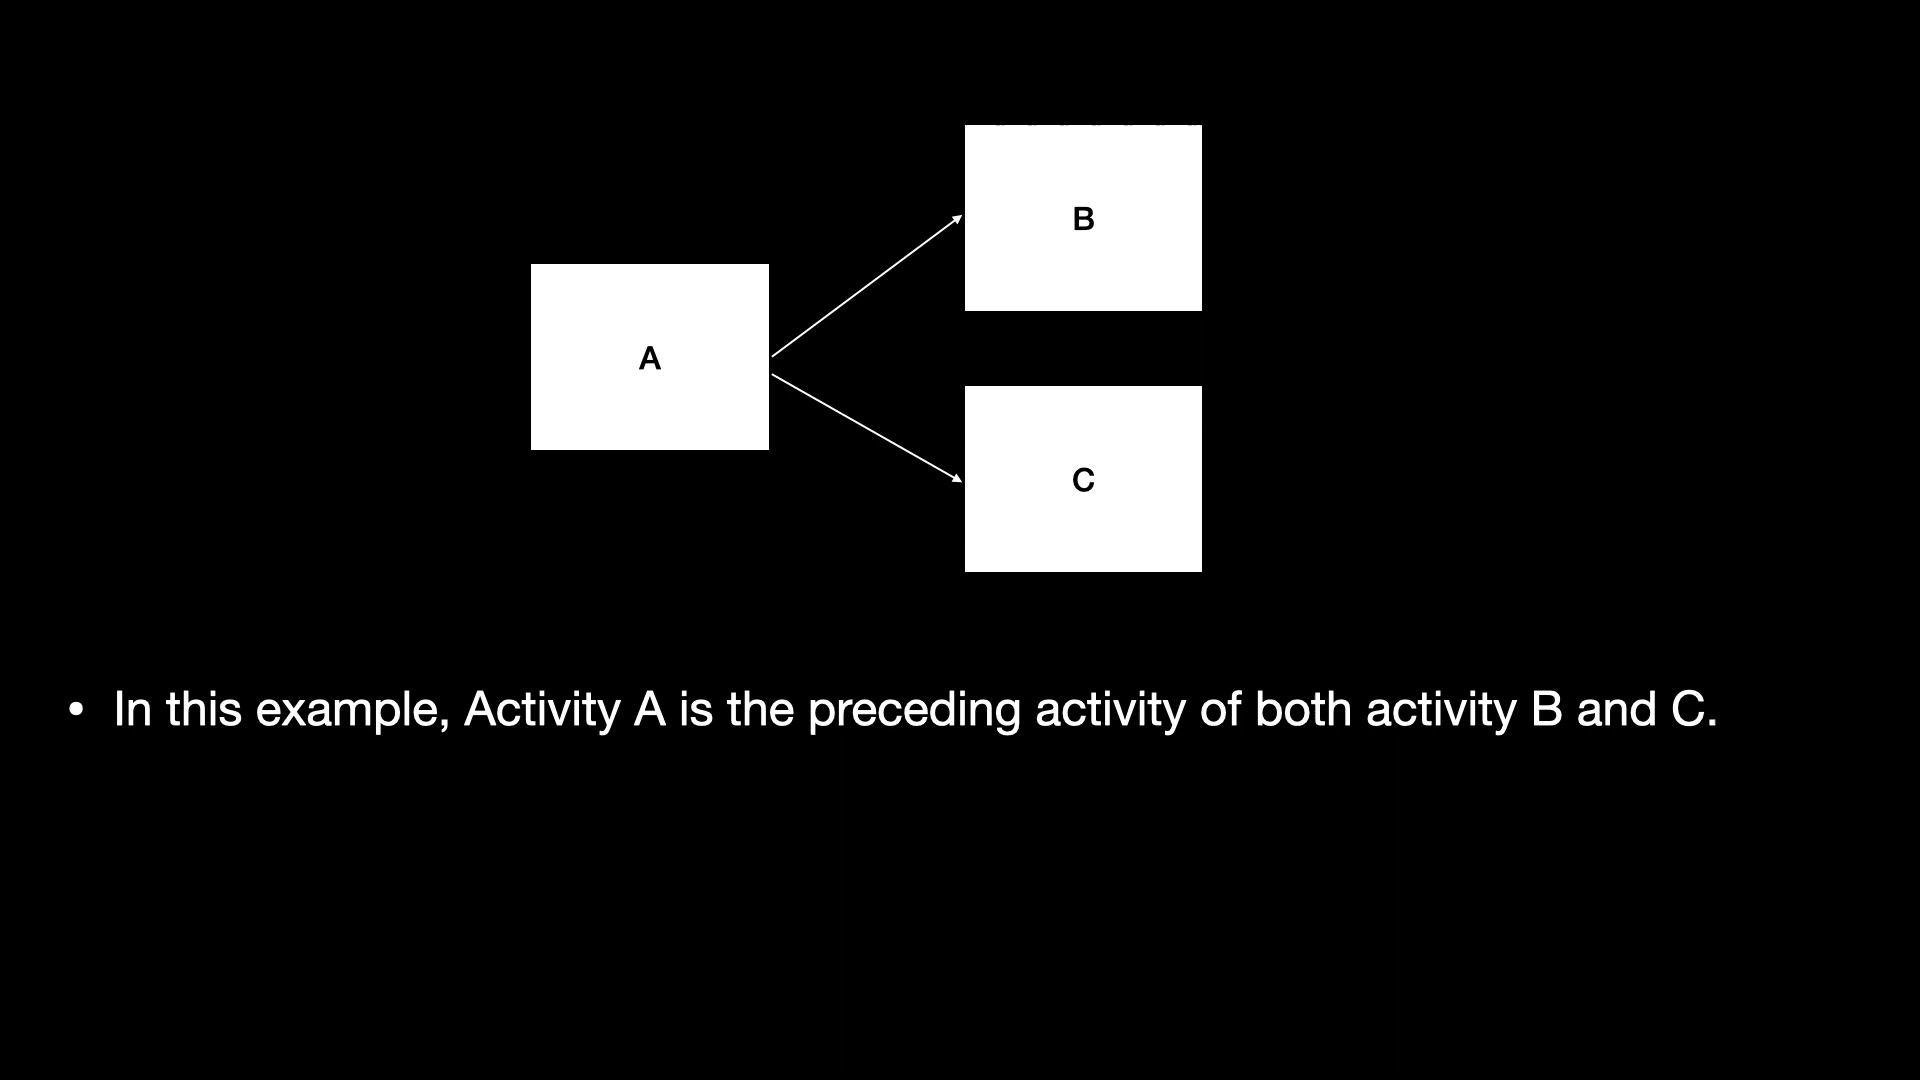 B
A
C
• In this example, Activity A is the preceding activity of both activity B and C.